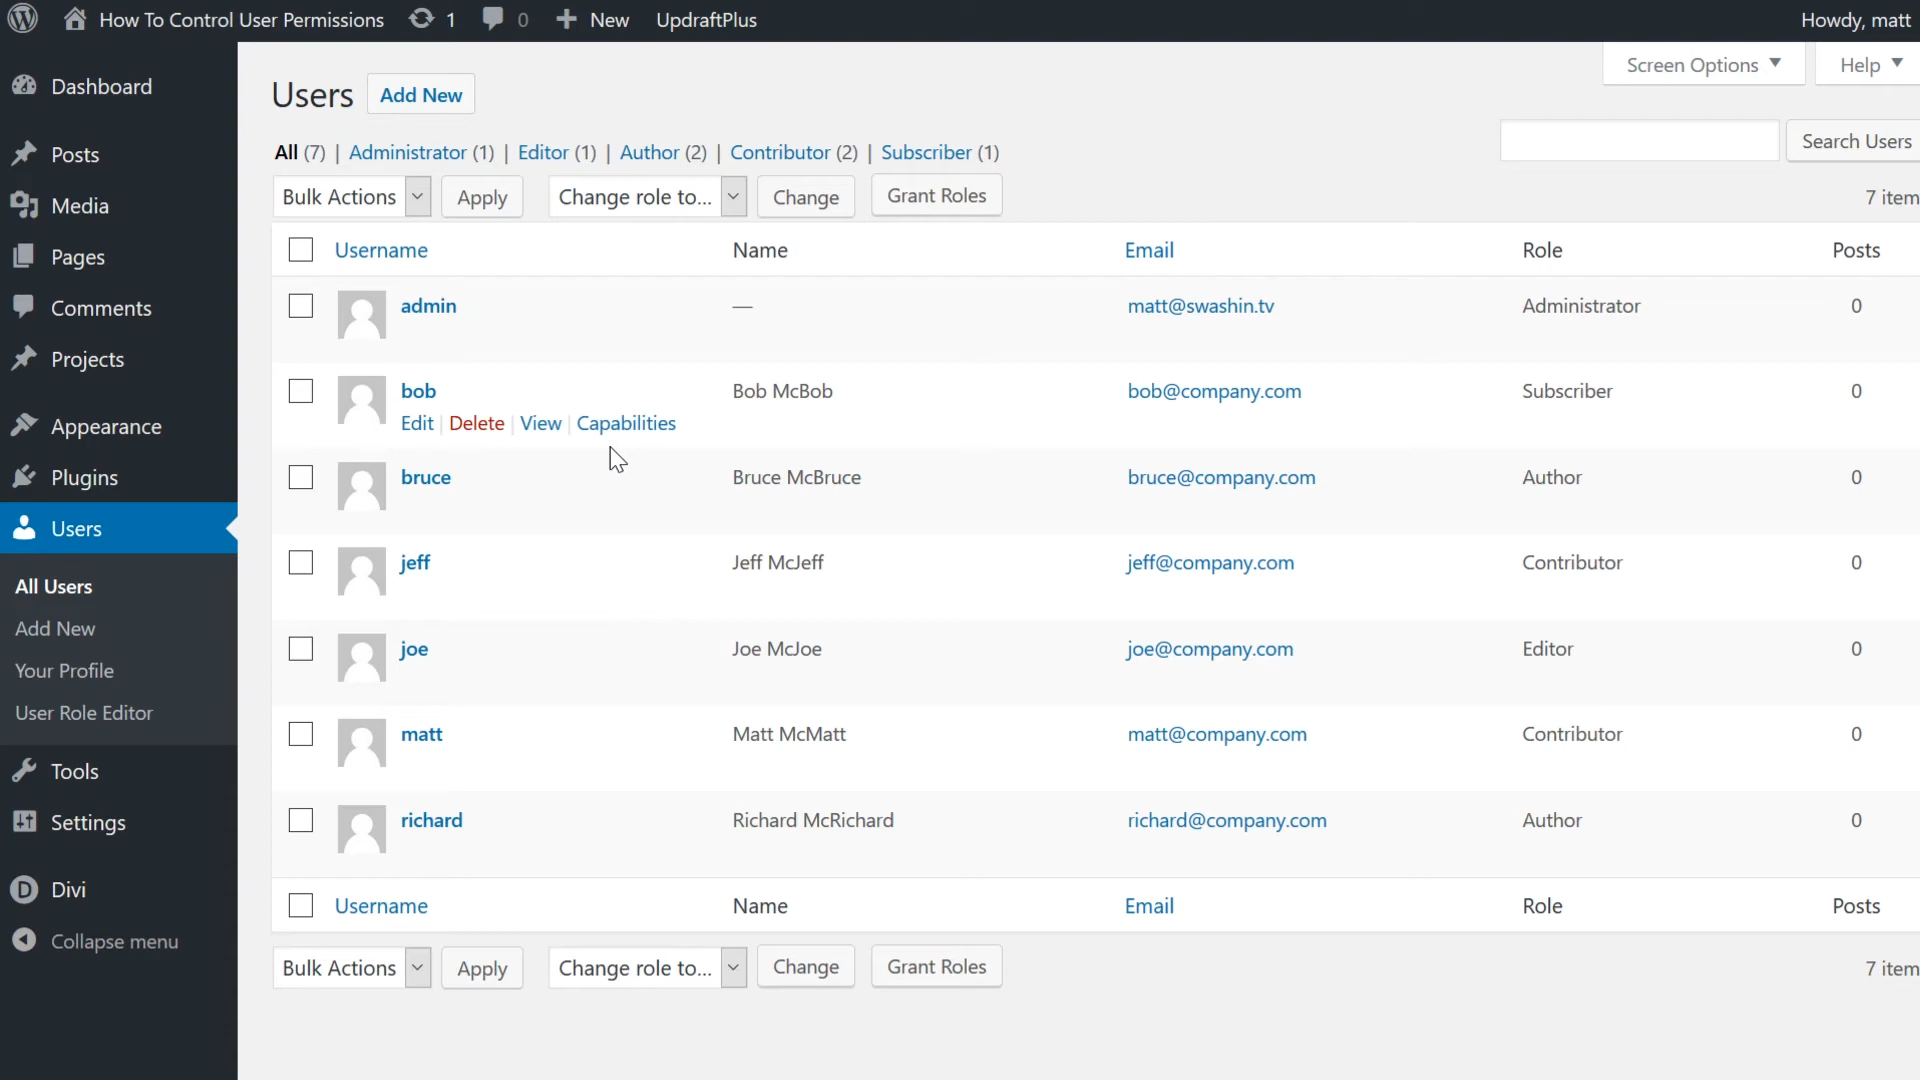 How To Control User Permissions 1 0 New UpdraftPlus Howdy, matt
Screen Options Help
Dashboard
Posts
Media
Pages
Comments
Projects
Appearance
Plugins
Users
All Users
Add New
Your Profile
User Role Editor
Tools
Settings
Divi
Collapse menu
Users Add New
Search Users
All (7) | Administrator (1) | Editor (1) | Author (2) | Contributor (2) | Subscriber (1)
Bulk Actions Apply Change role to... Change Grant Roles 7 item
Username Name Email Role Posts
admin — matt@swashin.tv Administrator 0
bob Bob McBob bob@company.com Subscriber 0
Edit | Delete | View | Capabilities
bruce Bruce McBruce bruce@company.com Author 0
jeff Jeff McJeff jeff@company.com Contributor 0
joe Joe McJoe joe@company.com Editor 0
matt Matt McMatt matt@company.com Contributor 0
richard Richard McRichard richard@company.com Author 0
Username Name Email Role Posts
Bulk Actions Apply Change role to... Change Grant Roles 7 item